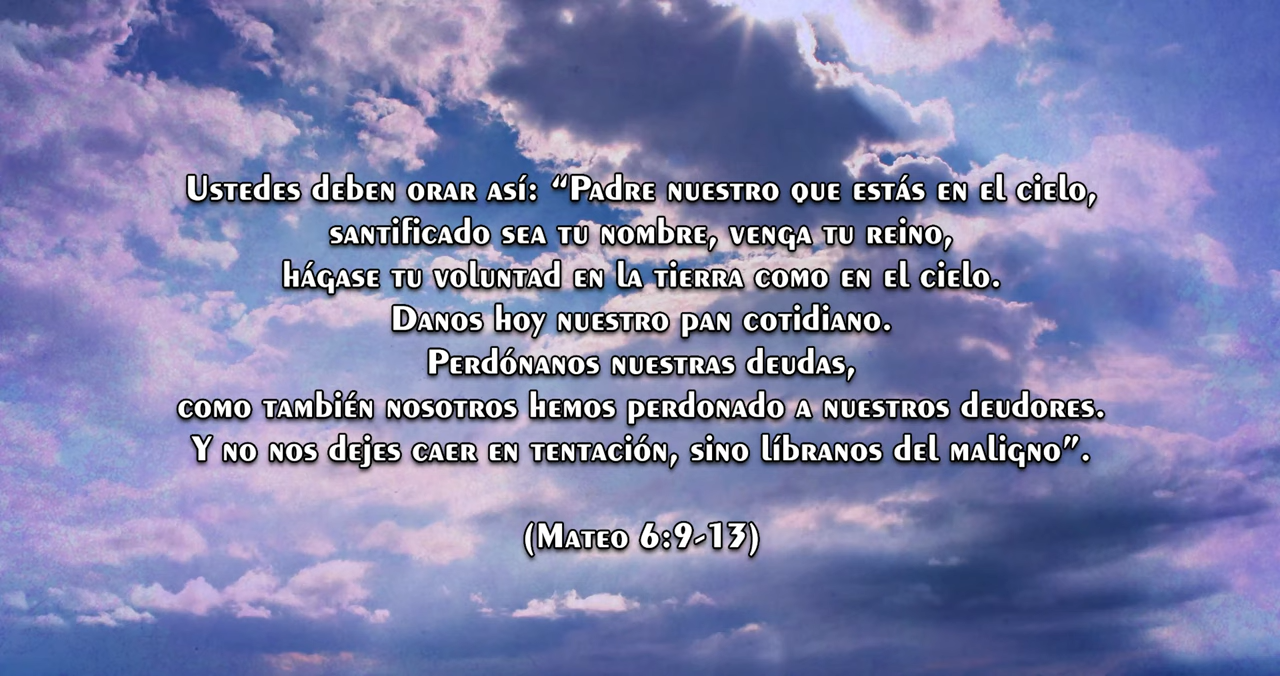 Ustedes deben orar así: “Padre nuestro que estás en el cielo,
santificado sea tu nombre, venga tu reino,
hágase tu voluntad en la tierra como en el cielo.
Danos hoy nuestro pan cotidiano.
Perdónanos nuestras deudas,
como también nosotros hemos perdonado a nuestros deudores.
Y no nos dejes caer en tentación, sino líbranos del maligno”.
(Mateo 6:9-13)